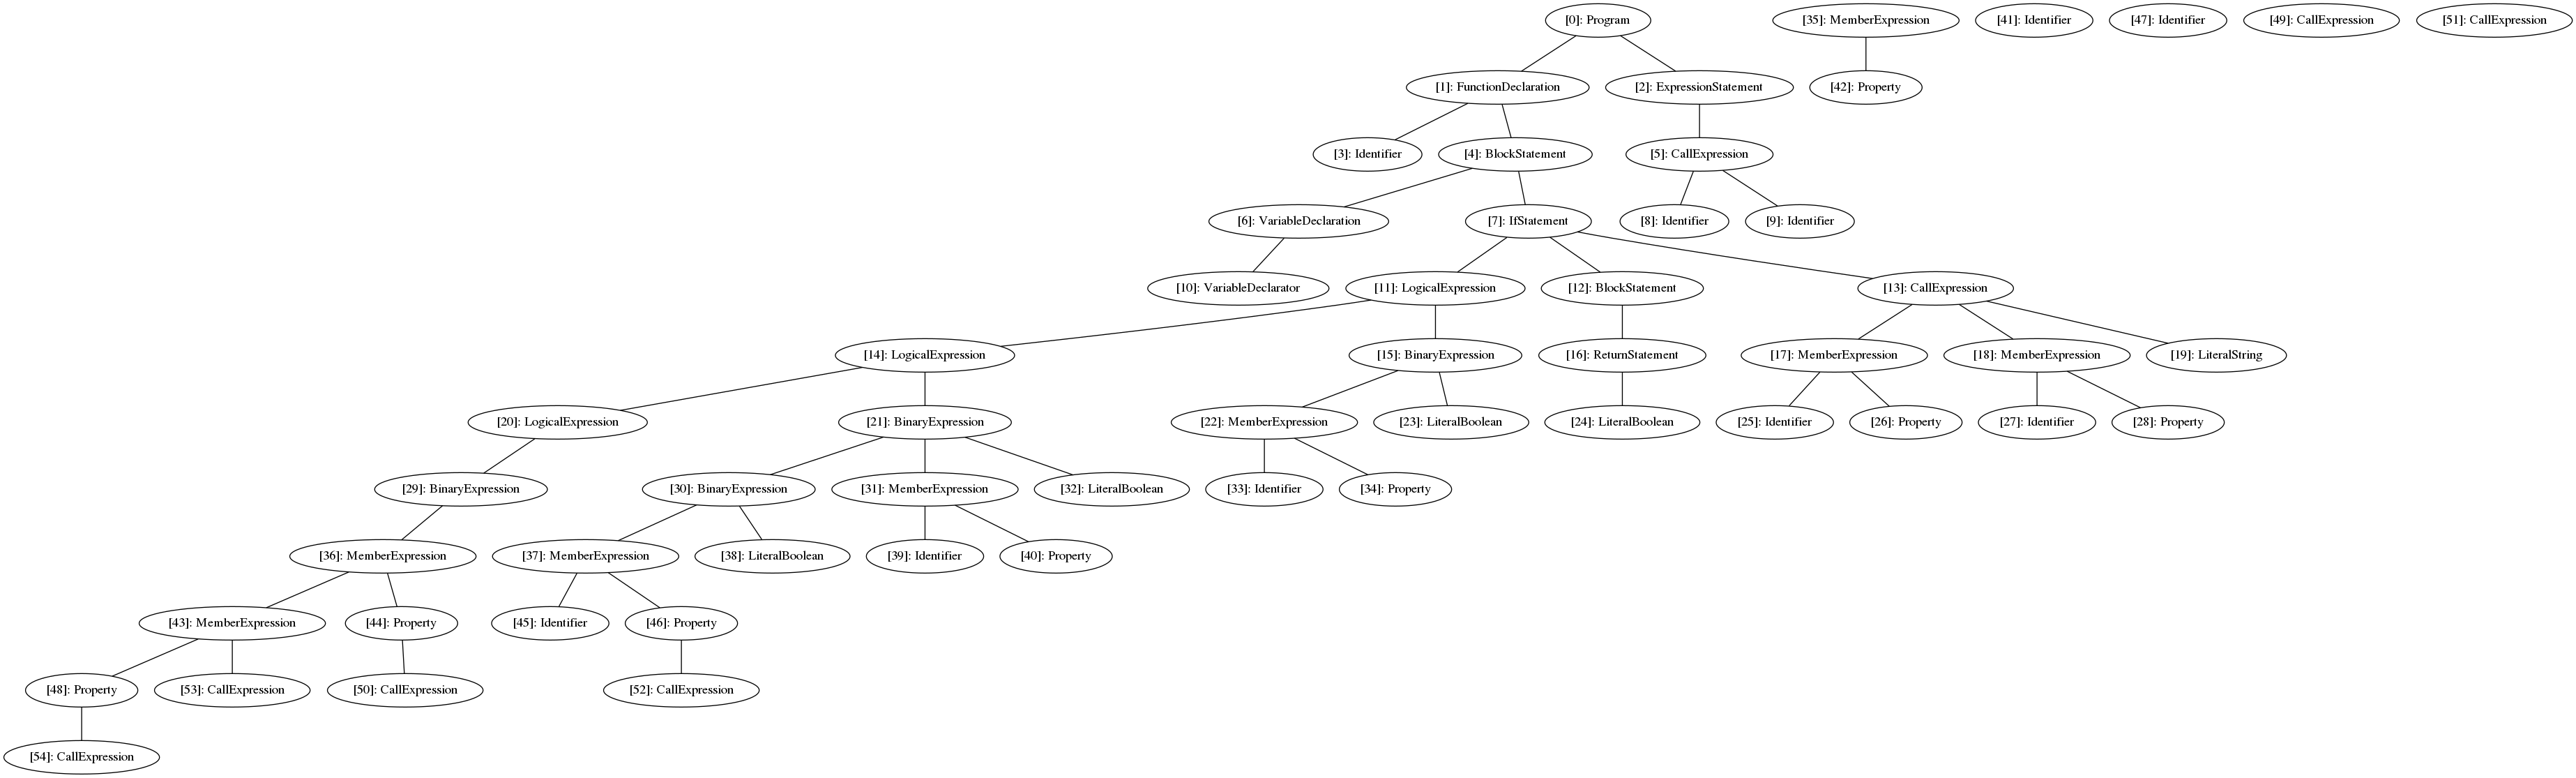 [0]: Program
[35]: MemberExpression
[41]: Identifier
[47]: Identifier
[49]: CallExpression
[51]: CallExpression
[1]: FunctionDeclaration
[2]: ExpressionStatement
[42]: Property
[3]: Identifier
[4]: BlockStatement
[5]: CallExpression
[6]: VariableDeclaration
[7]: IfStatement
[8]: Identifier
[9]: Identifier
[10]: VariableDeclarator
[11]: LogicalExpression
[12]: BlockStatement
[13]: CallExpression
[14]: LogicalExpression
[15]: BinaryExpression
[16]: ReturnStatement
[17]: MemberExpression
[18]: MemberExpression
[19]: LiteralString
[20]: LogicalExpression
[21]: BinaryExpression
[22]: MemberExpression
[23]: LiteralBoolean
[24]: LiteralBoolean
[25]: Identifier
[26]: Property
[27]: Identifier
[28]: Property
[29]: BinaryExpression
[30]: BinaryExpression
[31]: MemberExpression
[32]: LiteralBoolean
[33]: Identifier
[34]: Property
[36]: MemberExpression
[37]: MemberExpression
[38]: LiteralBoolean
[39]: Identifier
[40]: Property
[43]: MemberExpression
[44]: Property
[45]: Identifier
[46]: Property
[48]: Property
[53]: CallExpression
[50]: CallExpression
[52]: CallExpression
[54]: CallExpression